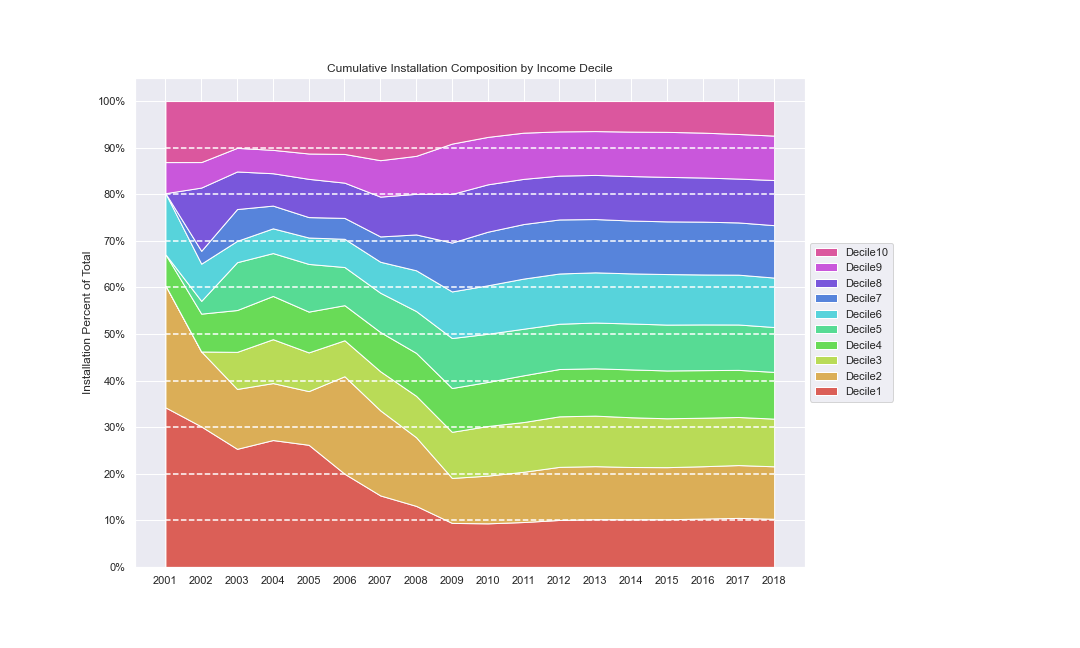 Cumulative Installation Composition by Income Decile
Installation Percent of Total
100%
90%
80%
70%
60%
50%
40%
30%
20%
10%
0%
2001 2002 2003 2004 2005 2006 2007 2008 2009 2010 2011 2012 2013 2014 2015 2016 2017 2018
Decile10
Decile9
Decile8
Decile7
Decile6
Decile5
Decile4
Decile3
Decile2
Decile1